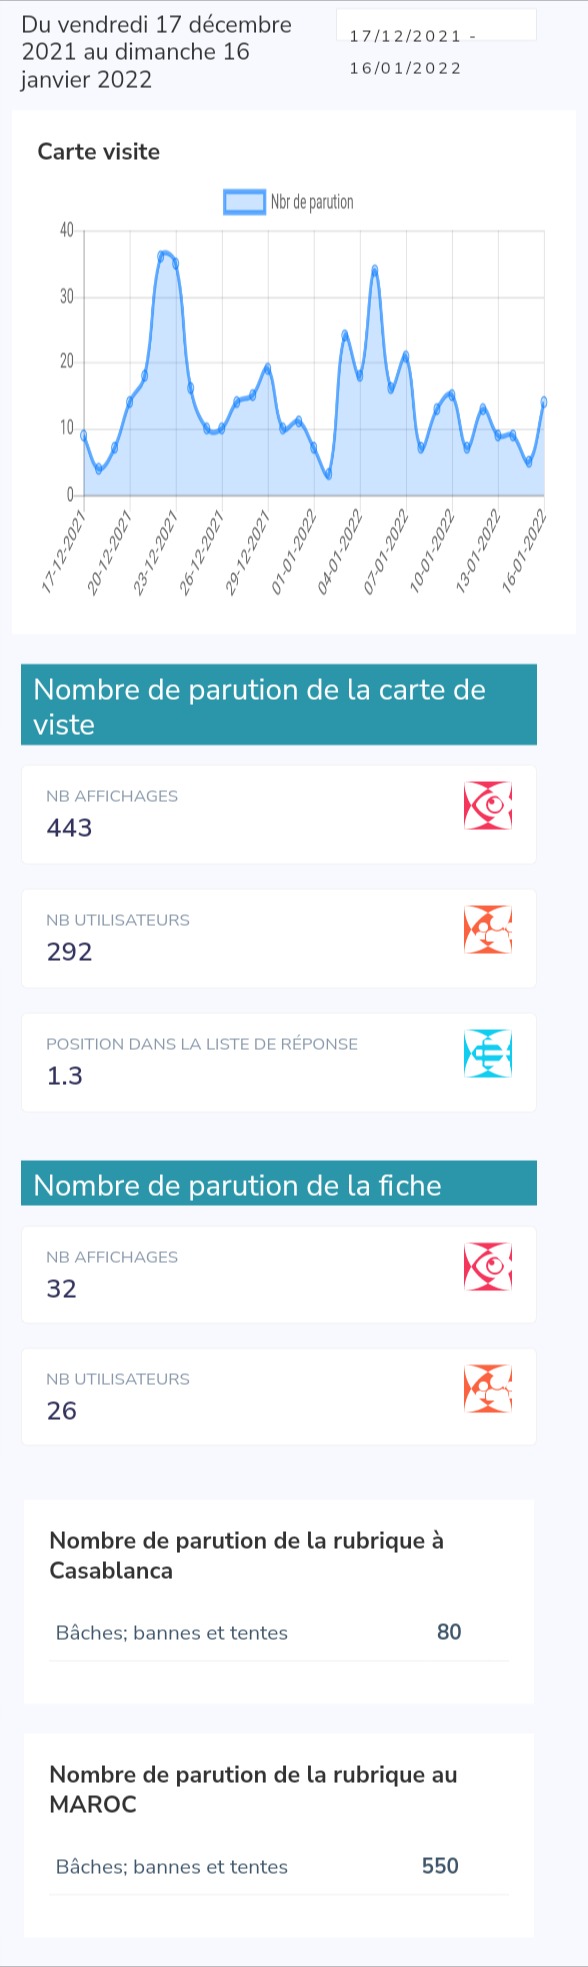 Du vendredi 17 décembre
2021 au dimanche 16
janvier 2022
17/12/2021 -
16/01/2022
Carte visite
Nbr de parution
40
30
20
10
0
17-12-2021
20-12-2021
23-12-2021
26-12-2021
29-12-2021
01-01-2022
04-01-2022
07-01-2022
10-01-2022
13-01-2022
16-01-2022
Nombre de parution de la carte de
viste
NB AFFICHAGES
443
NB UTILISATEURS
292
POSITION DANS LA LISTE DE RÉPONSE
1.3
Nombre de parution de la fiche
NB AFFICHAGES
32
NB UTILISATEURS
26
Nombre de parution de la rubrique à
Casablanca
Bâches; bannes et tentes 80
Nombre de parution de la rubrique au
MAROC
Bâches; bannes et tentes 550